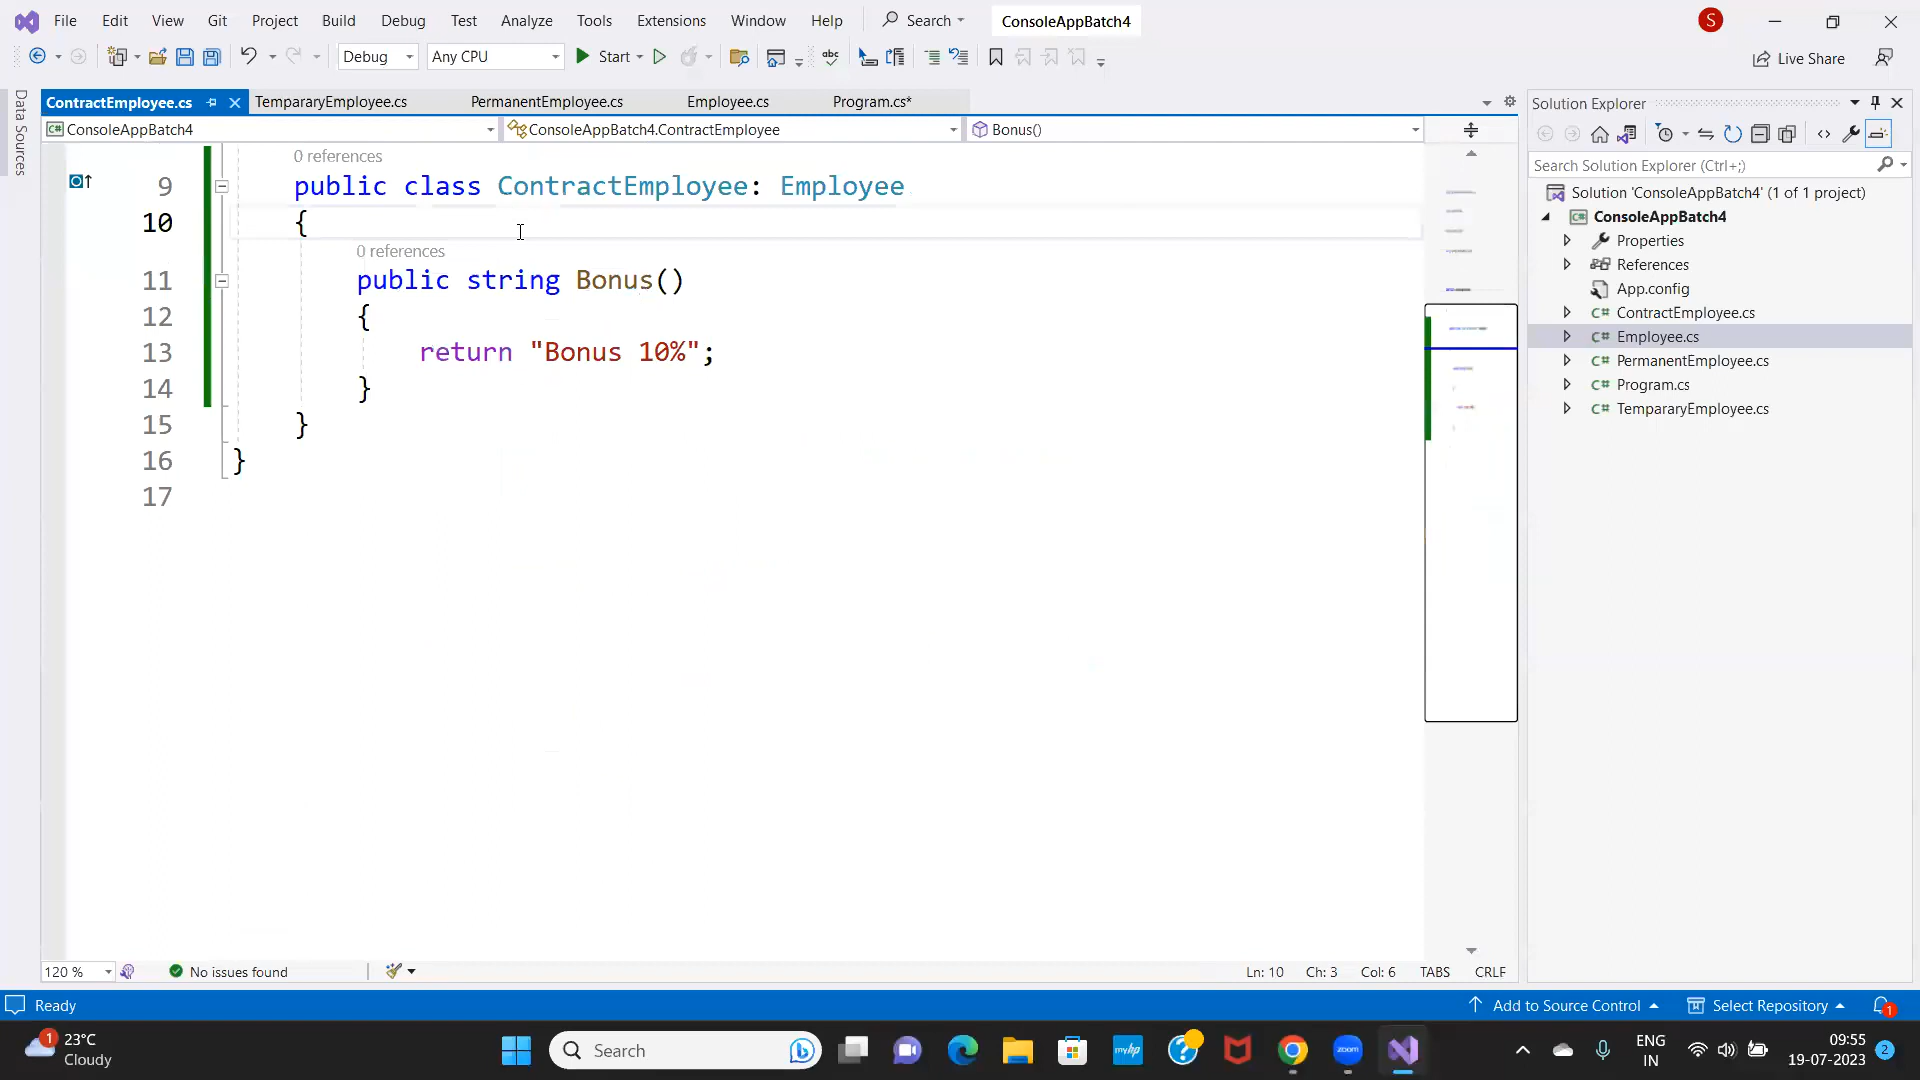 File Edit View Git Project Build Debug Test Analyze Tools Extensions Window Help Search ConsoleAppBatch4 S
Debug Any CPU Start abc Live Share
Data Sources
ContractEmployee.cs TempararyEmployee.cs PermanentEmployee.cs Employee.cs Program.cs*
ConsoleAppBatch4 ConsoleAppBatch4.ContractEmployee Bonus()
0 references
9 public class ContractEmployee: Employee
10 {
0 references
11 public string Bonus()
12 {
13 return "Bonus 10%";
14 }
15 }
16 }
17
120 % No issues found Ln: 10 Ch: 3 Col: 6 TABS CRLF
Solution Explorer
Search Solution Explorer (Ctrl+;)
Solution 'ConsoleAppBatch4' (1 of 1 project)
C# ConsoleAppBatch4
Properties
References
App.config
C# ContractEmployee.cs
C# Employee.cs
C# PermanentEmployee.cs
C# Program.cs
C# TempararyEmployee.cs
Ready Add to Source Control Select Repository 1
1 23°C
Cloudy
Search
myhp
zoom
ENG
IN
09:55
19-07-2023
2